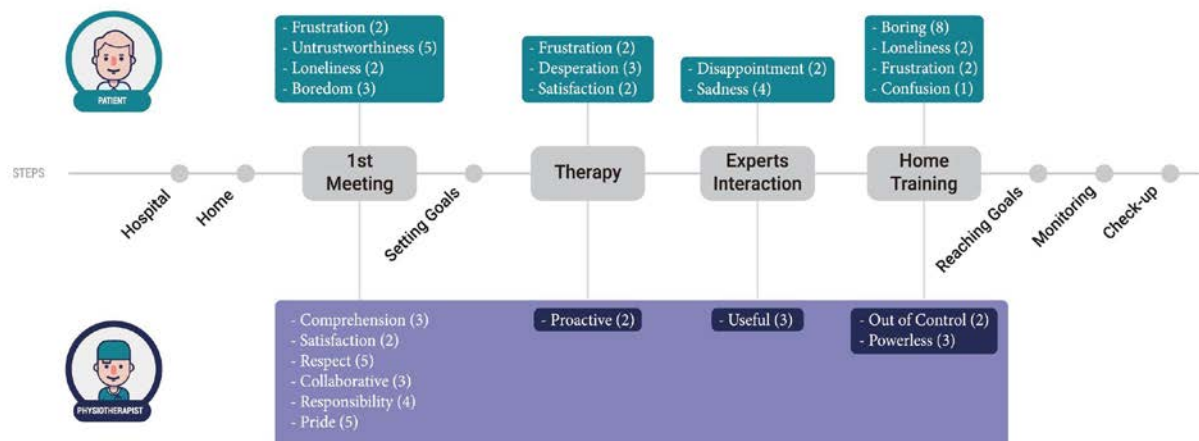 - Frustration (2)
- Untrustworthiness (5)
- Loneliness (2)
- Boredom (3)
- Frustration (2)
- Desperation (3)
- Satisfaction (2)
- Disappointment (2)
- Sadness (4)
- Boring (8)
- Loneliness (2)
- Frustration (2)
- Confusion (1)
PATIENT
STEPS
Hospital
Home
1st
Meeting
Setting Goals
Therapy
Experts
Interaction
Home
Training
Reaching Goals
Monitoring
Check-up
- Comprehension (3)
- Satisfaction (2)
- Respect (5)
- Collaborative (3)
- Responsibility (4)
- Pride (5)
- Proactive (2)
- Useful (3)
- Out of Control (2)
- Powerless (3)
PHYSIOTHERAPIST